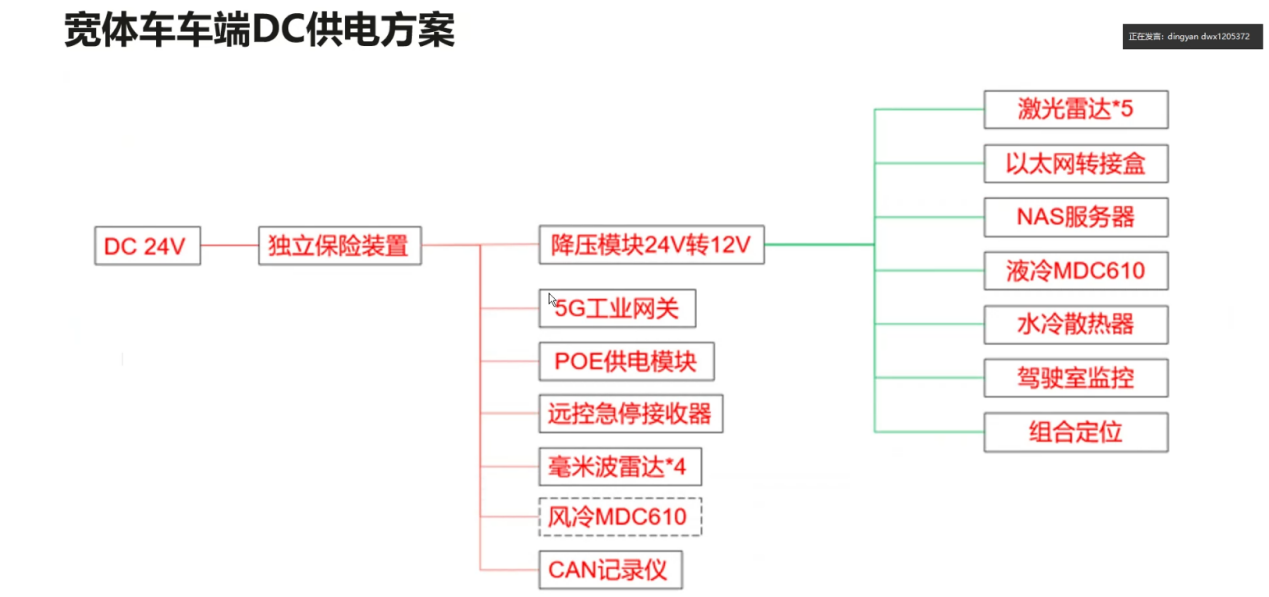 宽体车车端DC供电方案
正在发言：dingyan dwx1205372
DC 24V
独立保险装置
降压模块24V转12V
5G工业网关
POE供电模块
远控急停接收器
毫米波雷达*4
风冷MDC610
CAN记录仪
激光雷达*5
以太网转接盒
NAS服务器
液冷MDC610
水冷散热器
驾驶室监控
组合定位